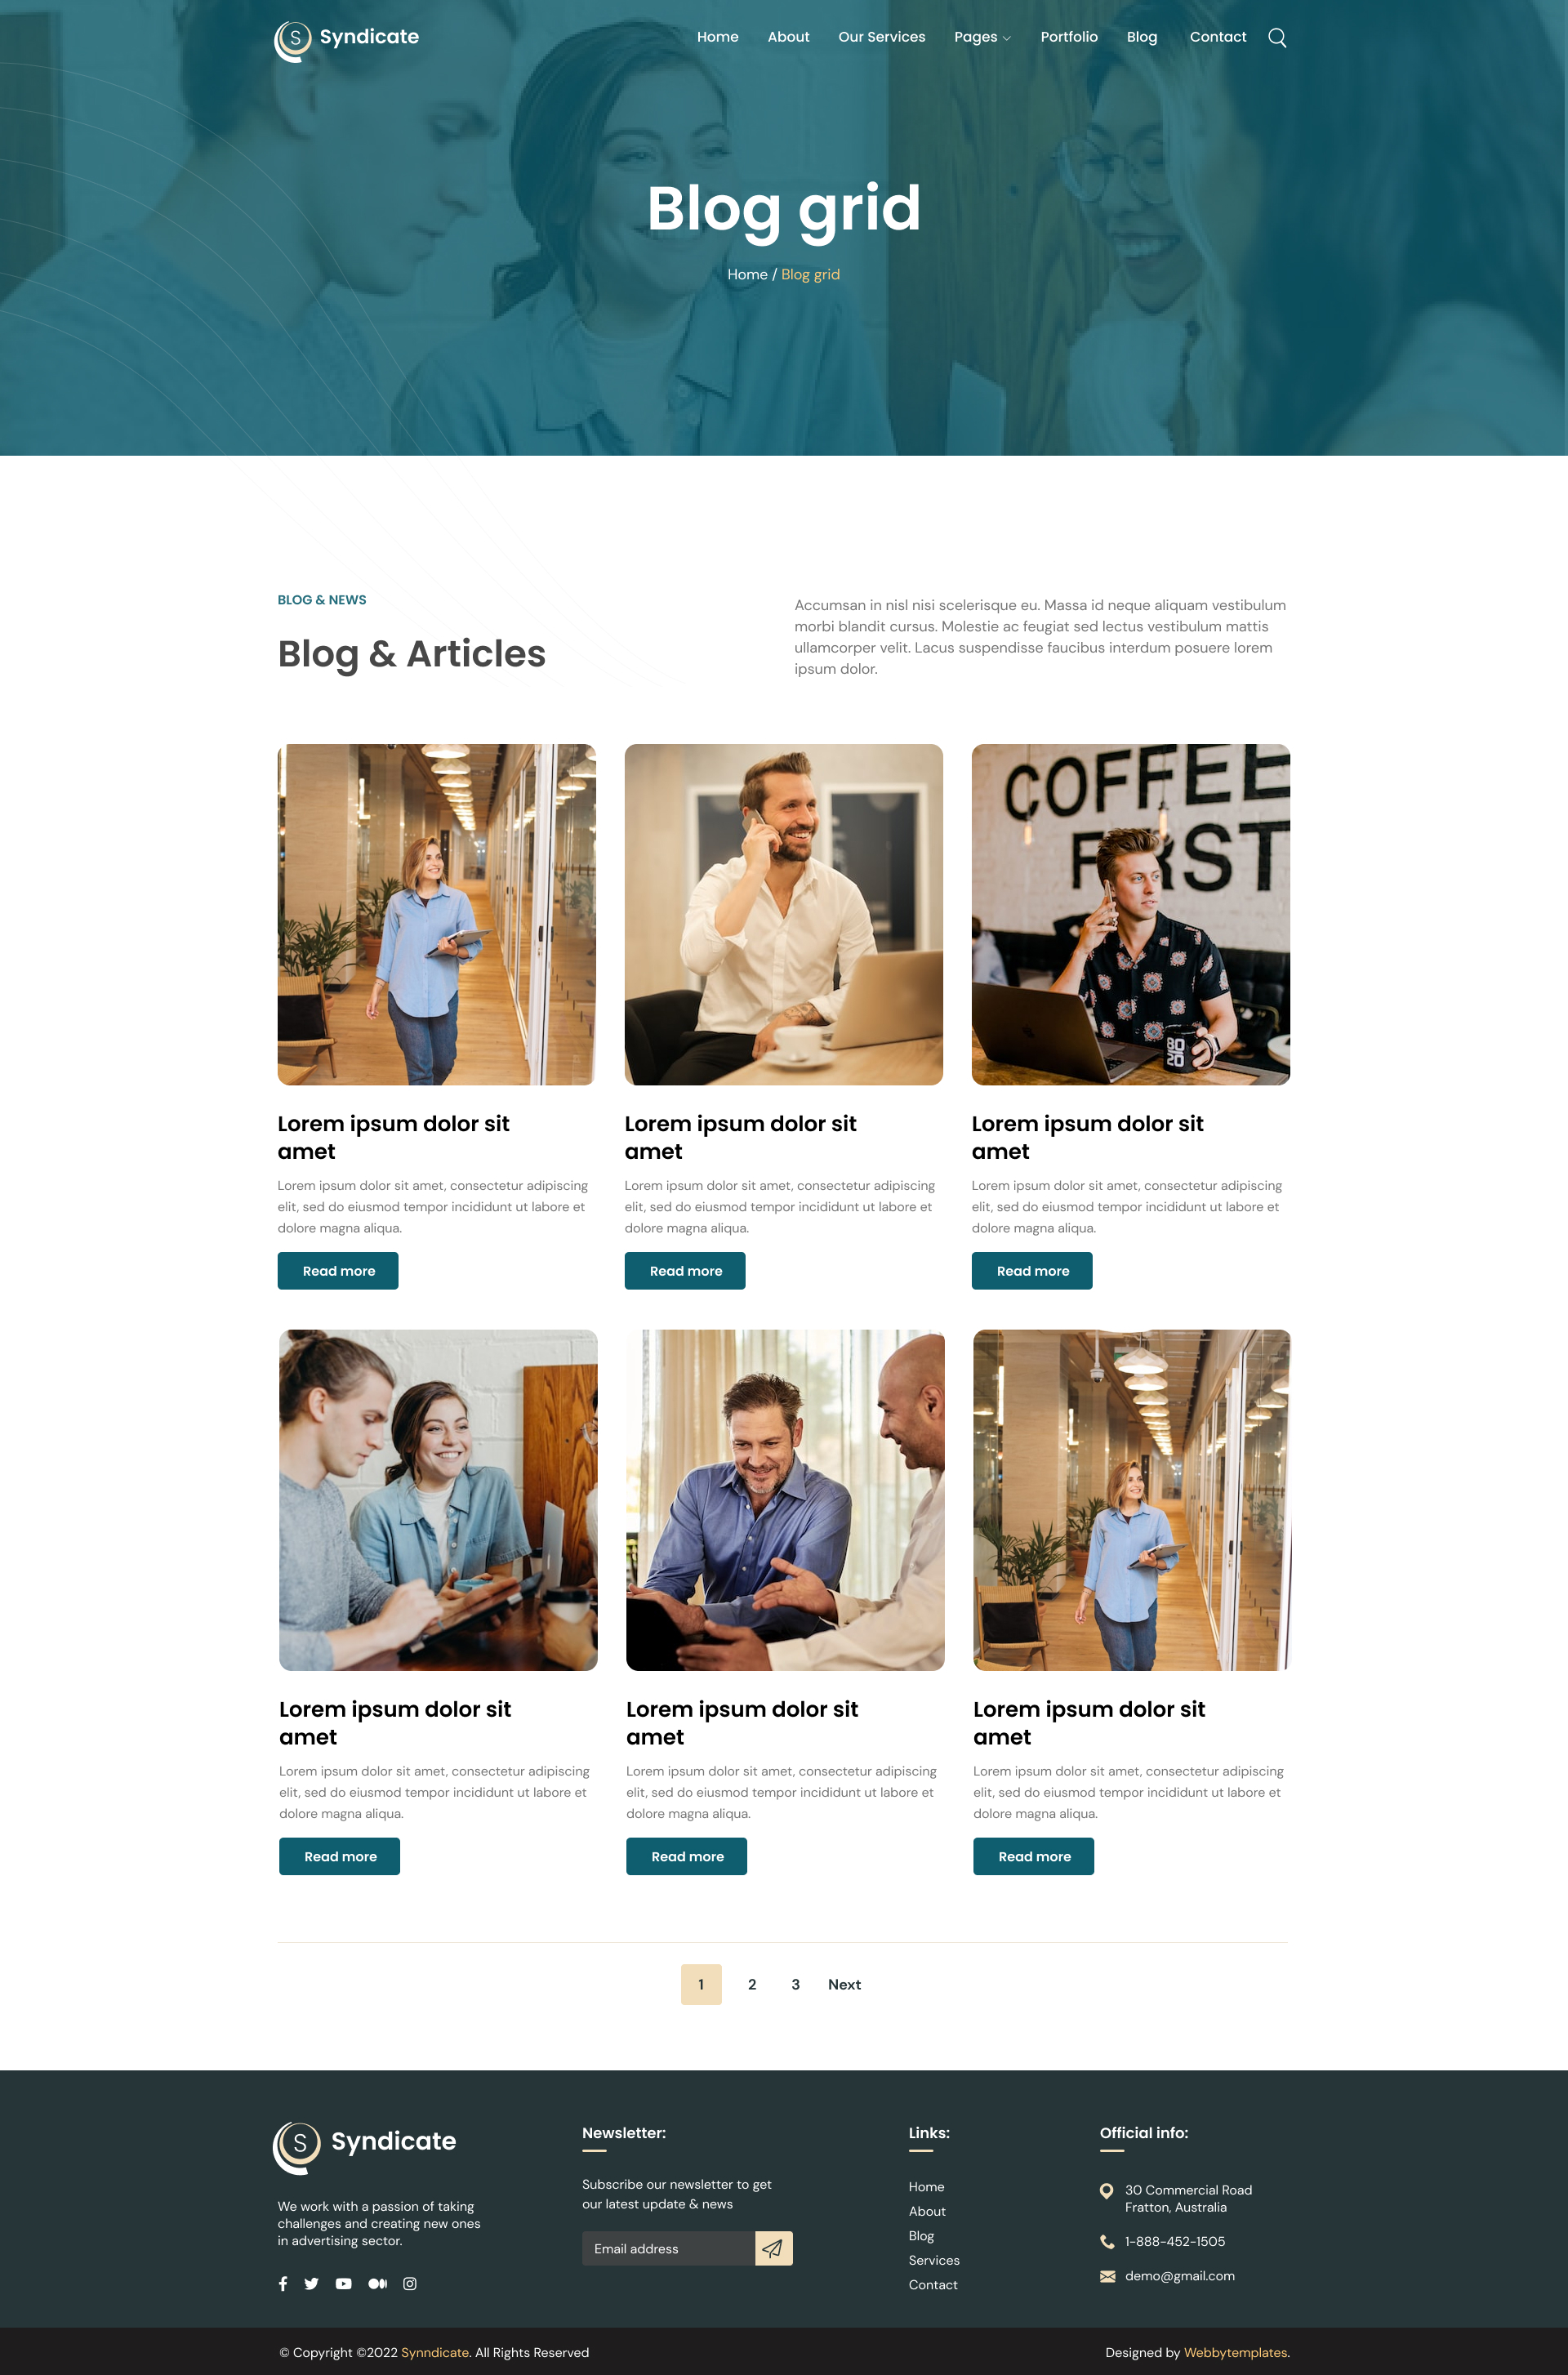 S Syndicate
Home About Our Services Pages Portfolio Blog Contact
Blog grid
Home / Blog grid
BLOG & NEWS
Blog & Articles
Accumsan in nisl nisi scelerisque eu. Massa id neque aliquam vestibulum
morbi blandit cursus. Molestie ac feugiat sed lectus vestibulum mattis
ullamcorper velit. Lacus suspendisse faucibus interdum posuere lorem
ipsum dolor.
COFFEE
FIRST
Lorem ipsum dolor sit
amet
Lorem ipsum dolor sit amet, consectetur adipiscing
elit, sed do eiusmod tempor incididunt ut labore et
dolore magna aliqua.
Read more
Lorem ipsum dolor sit
amet
Lorem ipsum dolor sit amet, consectetur adipiscing
elit, sed do eiusmod tempor incididunt ut labore et
dolore magna aliqua.
Read more
Lorem ipsum dolor sit
amet
Lorem ipsum dolor sit amet, consectetur adipiscing
elit, sed do eiusmod tempor incididunt ut labore et
dolore magna aliqua.
Read more
Lorem ipsum dolor sit
amet
Lorem ipsum dolor sit amet, consectetur adipiscing
elit, sed do eiusmod tempor incididunt ut labore et
dolore magna aliqua.
Read more
Lorem ipsum dolor sit
amet
Lorem ipsum dolor sit amet, consectetur adipiscing
elit, sed do eiusmod tempor incididunt ut labore et
dolore magna aliqua.
Read more
Lorem ipsum dolor sit
amet
Lorem ipsum dolor sit amet, consectetur adipiscing
elit, sed do eiusmod tempor incididunt ut labore et
dolore magna aliqua.
Read more
1 2 3 Next
S Syndicate
We work with a passion of taking
challenges and creating new ones
in advertising sector.
Newsletter:
Subscribe our newsletter to get
our latest update & news
Email address
Links:
Home
About
Blog
Services
Contact
Official info:
30 Commercial Road
Fratton, Australia
1-888-452-1505
demo@gmail.com
© Copyright ©2022 Synndicate. All Rights Reserved
Designed by Webbytemplates.